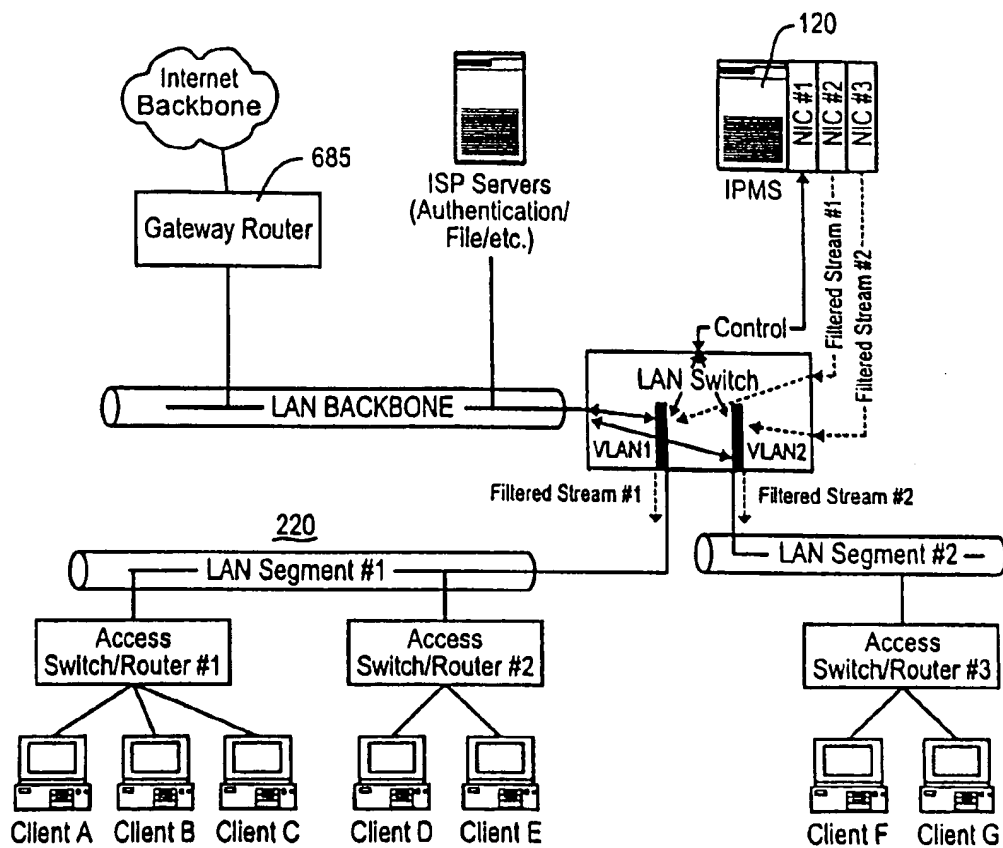 120
Internet
Backbone
685
Gateway Router
ISP Servers
(Authentication/
File/etc.)
NIC #1
NIC #2
NIC #3
IPMS
Filtered Stream #1
Filtered Stream #2
Control
LAN Switch
LAN BACKBONE
VLAN1
VLAN2
Filtered Stream #1
Filtered Stream #2
220
LAN Segment #1
LAN Segment #2
Access
Switch/Router #1
Access
Switch/Router #2
Access
Switch/Router #3
Client A
Client B
Client C
Client D
Client E
Client F
Client G